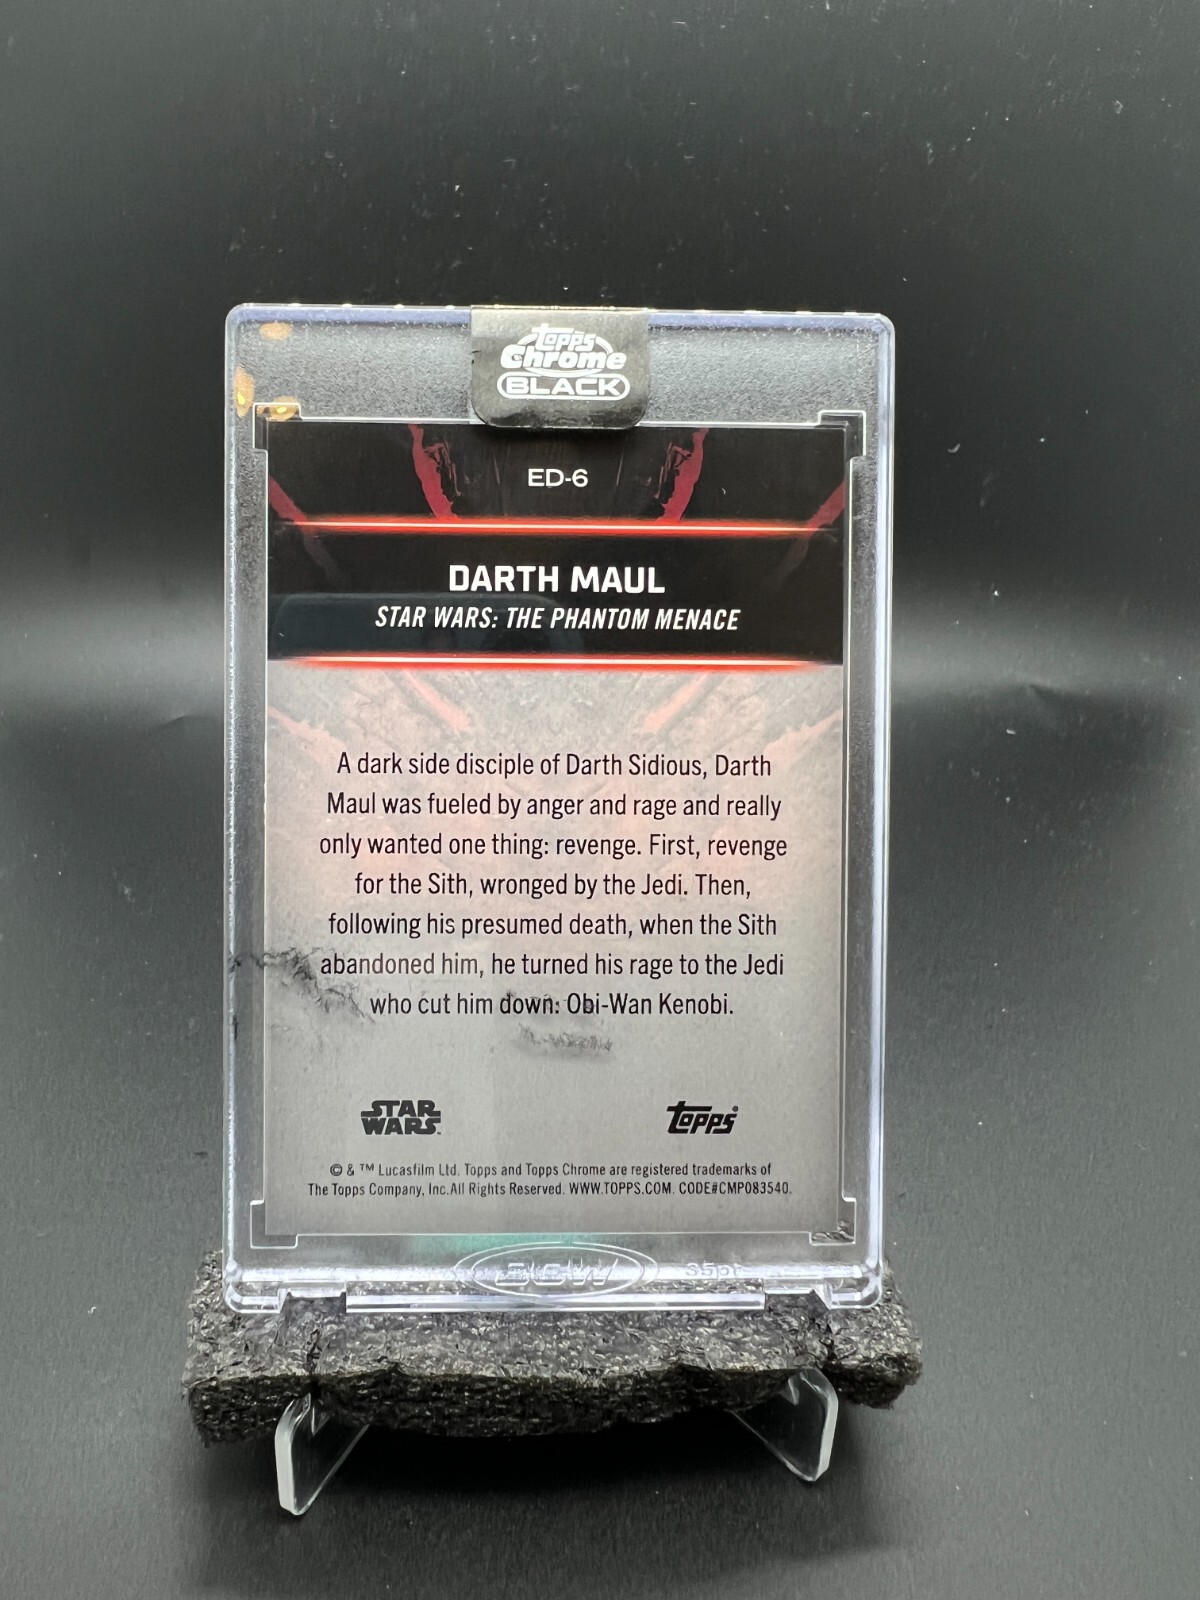 Topps
Chrome
BLACK
ED-6
DARTH MAUL
STAR WARS: THE PHANTOM MENACE
A dark side disciple of Darth Sidious, Darth
Maul was fueled by anger and rage and really
only wanted one thing: revenge. First, revenge
for the Sith, wronged by the Jedi. Then,
following his presumed death, when the Sith
abandoned him, he turned his rage to the Jedi
who cut him down: Obi-Wan Kenobi.
STAR
WARS™
Topps®
© & ™ Lucasfilm Ltd. Topps and Topps Chrome are registered trademarks of
The Topps Company, Inc.All Rights Reserved. WWW.TOPPS.COM. CODE#CMP083540.
35pt